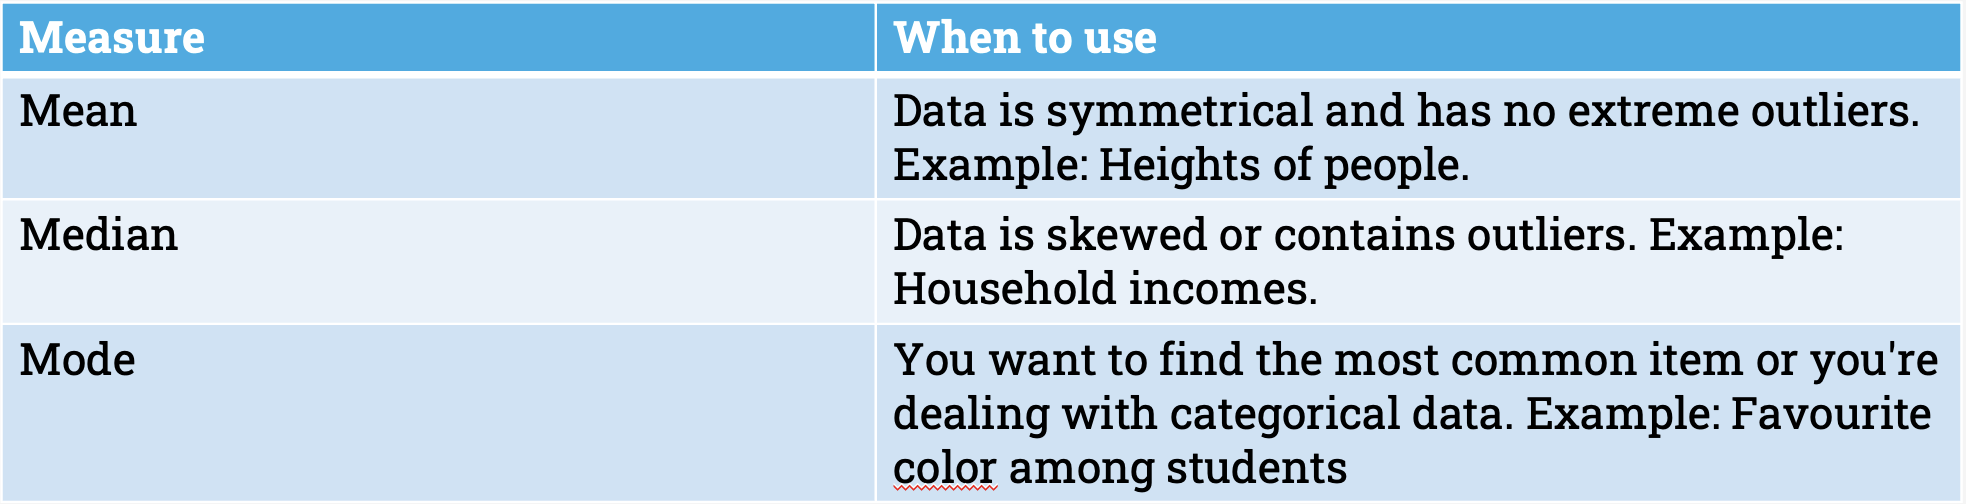 Measure
When to use
Mean
Data is symmetrical and has no extreme outliers.
Example: Heights of people.
Median
Data is skewed or contains outliers. Example:
Household incomes.
Mode
You want to find the most common item or you're
dealing with categorical data. Example: Favourite
color among students